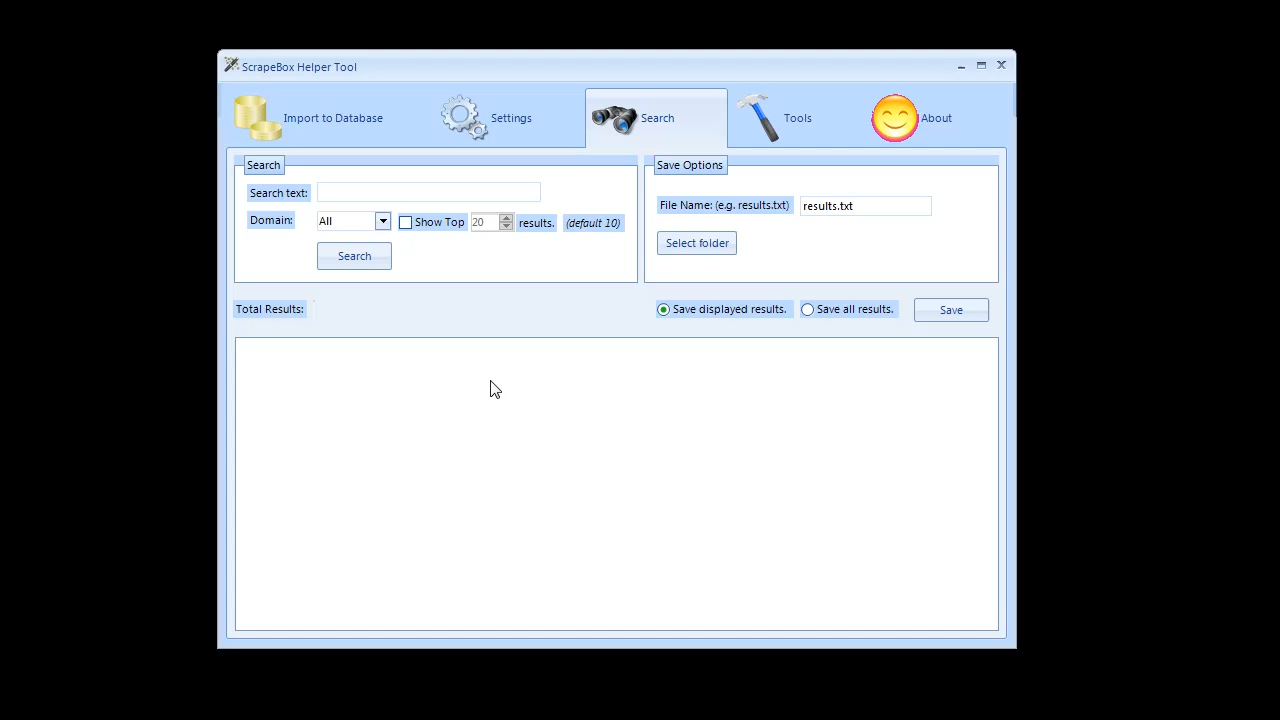 ScrapeBox Helper Tool
Import to Database
Settings
Search
Tools
About
Search
Search text:
Domain: All Show Top 20 results. (default 10)
Search
Save Options
File Name: (e.g. results.txt) results.txt
Select folder
Total Results:
Save displayed results. Save all results. Save